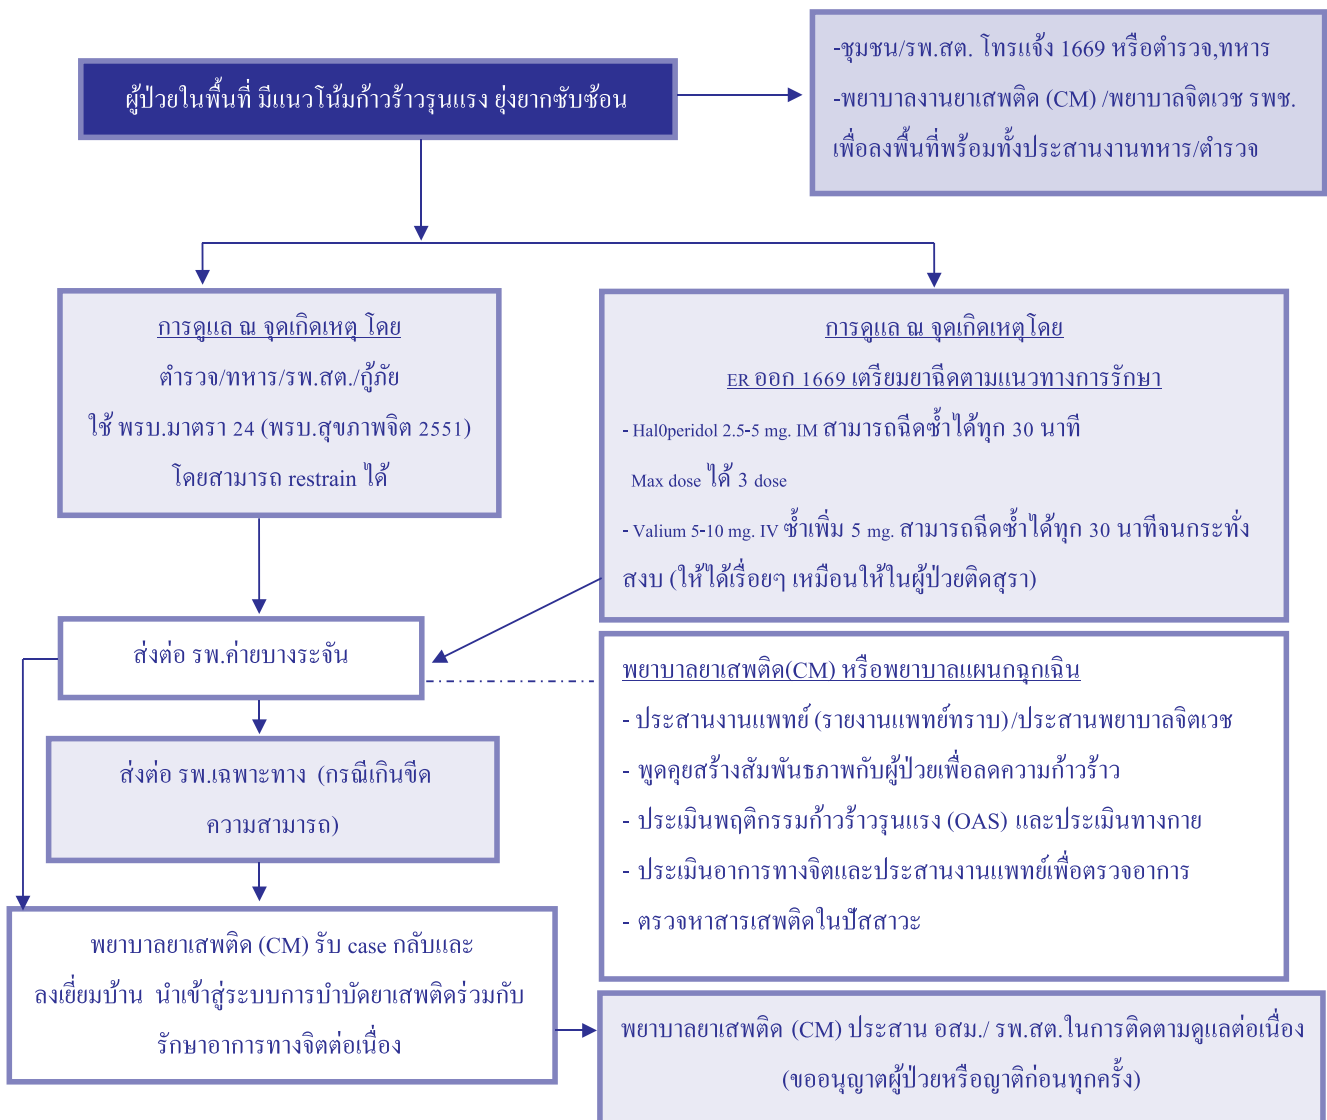 ผู้ป่วยในพื้นที่ มีแนวโน้มก้าวร้าวรุนแรง ยุ่งยากซับซ้อน
-ชุมชน/รพ.สต. โทรแจ้ง 1669 หรือตำรวจ,ทหาร
-พยาบาลงานยาเสพติด (CM) /พยาบาลจิตเวช รพช.
เพื่อลงพื้นที่พร้อมทั้งประสานงานทหาร/ตำรวจ
การดูแล ณ จุดเกิดเหตุ โดย
ตำรวจ/ทหาร/รพ.สต./กู้ภัย
ใช้ พรบ.มาตรา 24 (พรบ.สุขภาพจิต 2551)
โดยสามารถ restrain ได้
การดูแล ณ จุดเกิดเหตุโดย
ER ออก 1669 เตรียมยาฉีดตามแนวทางการรักษา
- Hal0peridol 2.5-5 mg. IM สามารถฉีดซ้ำได้ทุก 30 นาที
Max dose ได้ 3 dose
- Valium 5-10 mg. IV ซ้ำเพิ่ม 5 mg. สามารถฉีดซ้ำได้ทุก 30 นาทีจนกระทั่ง
สงบ (ให้ได้เรื่อยๆ เหมือนให้ในผู้ป่วยติดสุรา)
ส่งต่อ รพ.ค่ายบางระจัน
พยาบาลยาเสพติด(CM) หรือพยาบาลแผนกฉุกเฉิน
- ประสานงานแพทย์ (รายงานแพทย์ทราบ) /ประสานพยาบาลจิตเวช
- พูดคุยสร้างสัมพันธภาพกับผู้ป่วยเพื่อลดความก้าวร้าว
- ประเมินพฤติกรรมก้าวร้าวรุนแรง (OAS) และประเมินทางกาย
- ประเมินอาการทางจิตและประสานงานแพทย์เพื่อตรวจอาการ
- ตรวจหาสารเสพติดในปัสสาวะ
ส่งต่อ รพ.เฉพาะทาง (กรณีเกินขีด
ความสามารถ)
พยาบาลยาเสพติด (CM) รับ case กลับและ
ลงเยี่ยมบ้าน นำเข้าสู่ระบบการบำบัดยาเสพติดร่วมกับ
รักษาอาการทางจิตต่อเนื่อง
พยาบาลยาเสพติด (CM) ประสาน อสม./ รพ.สต.ในการติดตามดูแลต่อเนื่อง
(ขออนุญาตผู้ป่วยหรือญาติก่อนทุกครั้ง)